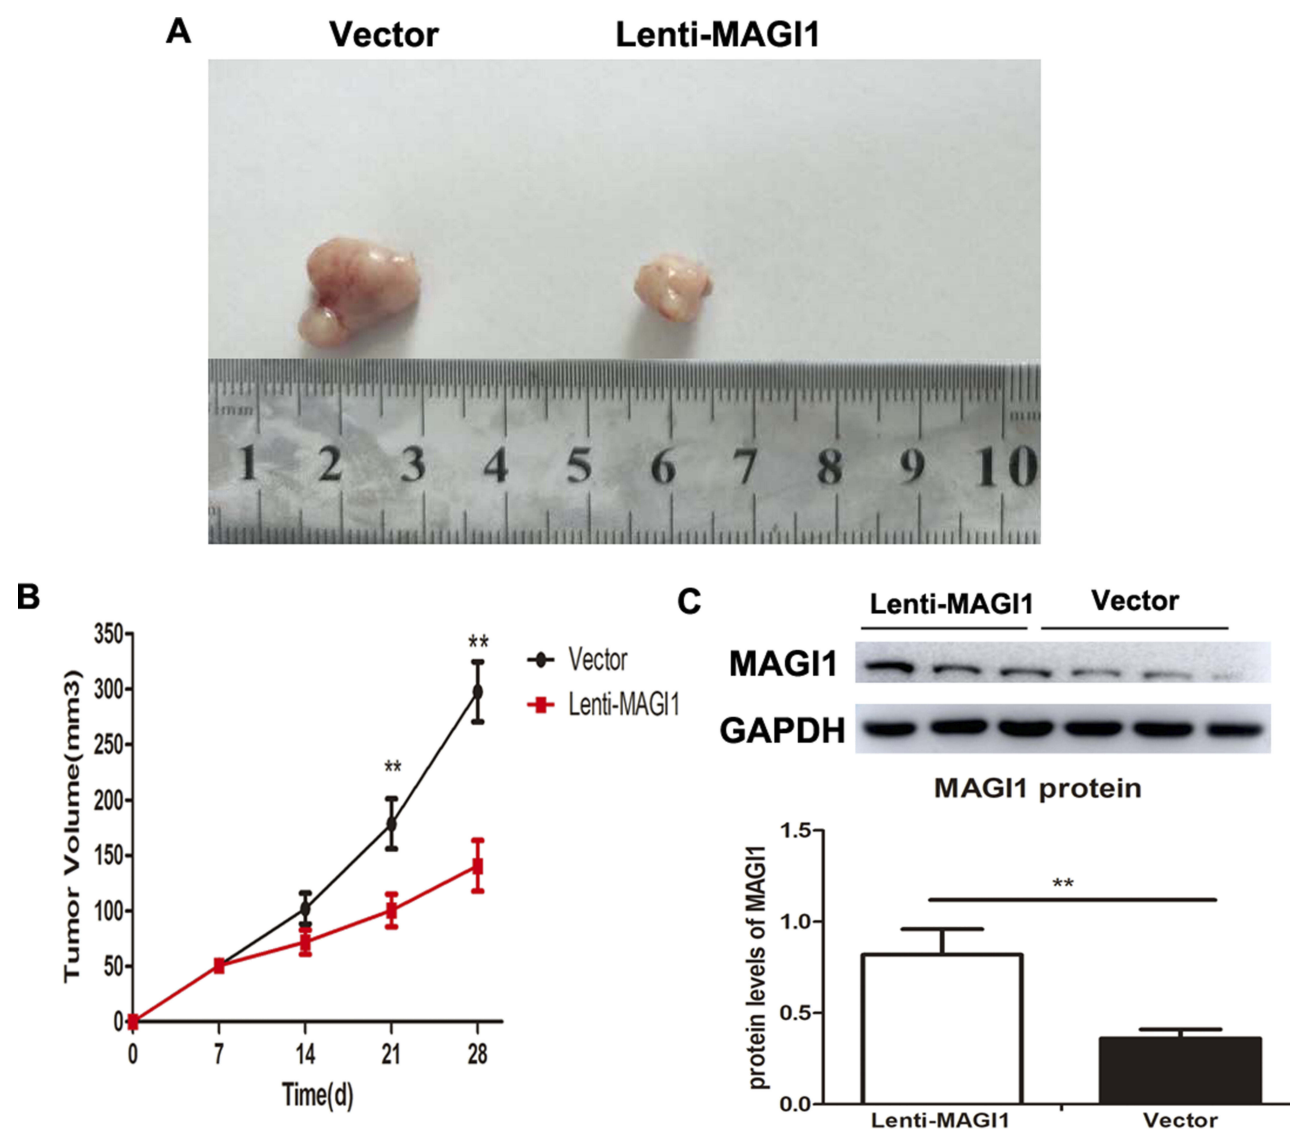 A
Vector
Lenti-MAGI1
mm
mm
1 2 3 4 5 6 7 8 9 10
B
350
300
250
200
150
100
50
0
Tumor Volume(mm3)
**
**
Vector
Lenti-MAGI1
0 7 14 21 28
Time(d)
C
Lenti-MAGI1
Vector
MAGI1
GAPDH
MAGI1 protein
1.5
1.0
0.5
0.0
protein levels of MAGI1
**
Lenti-MAGI1
Vector